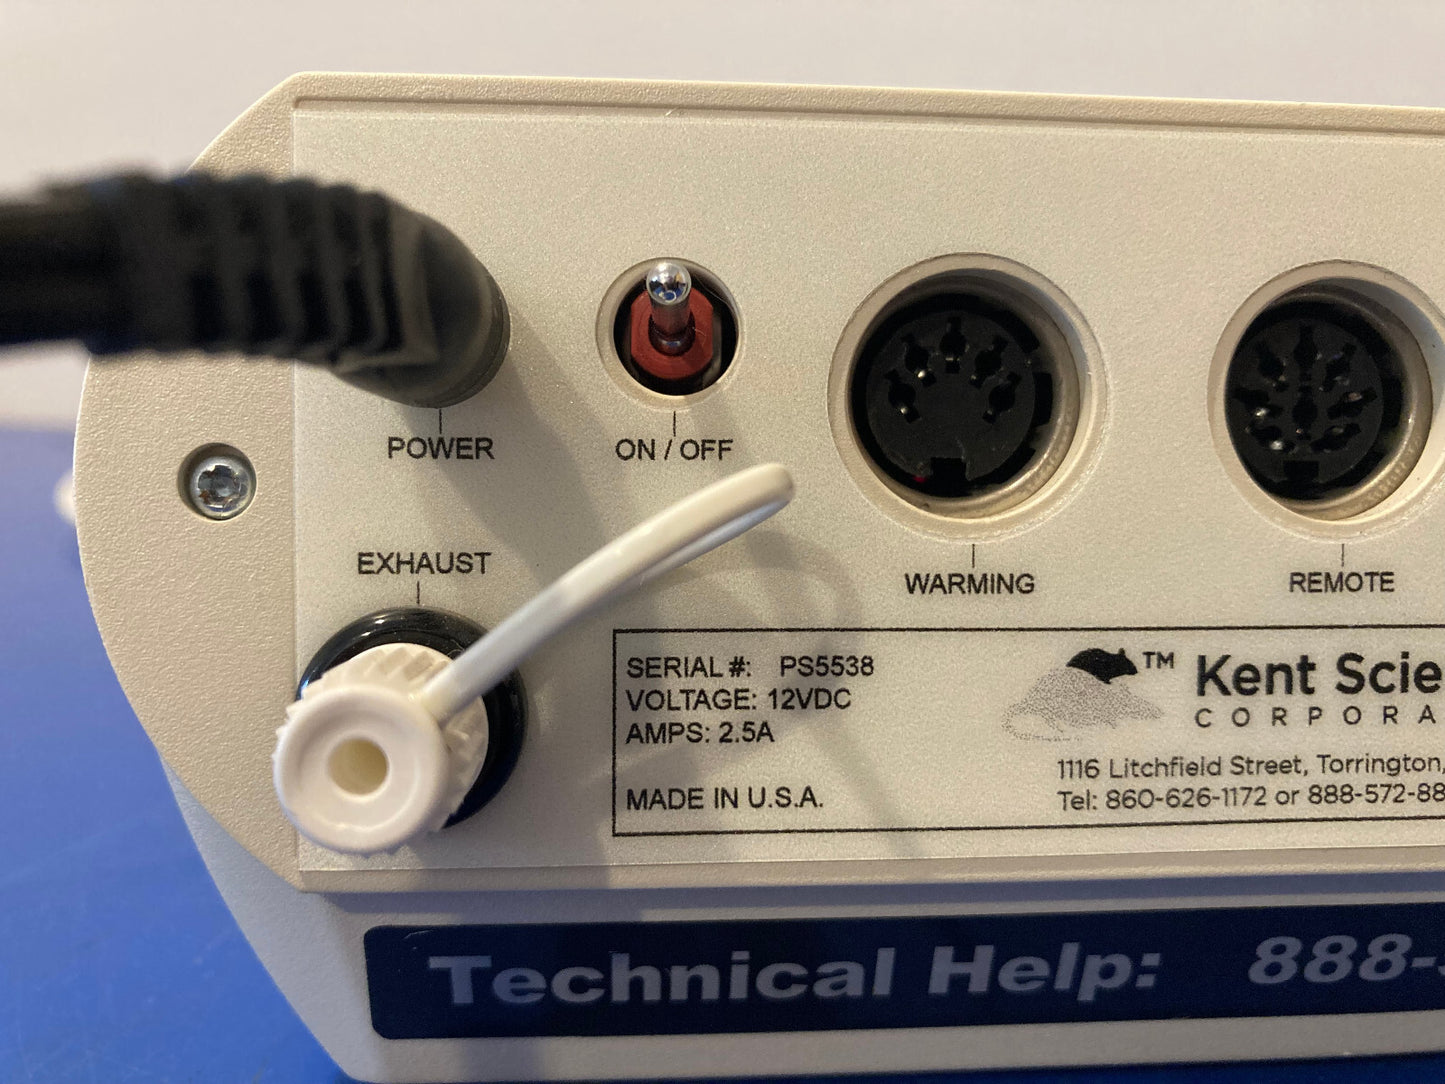 POWER
ON / OFF
EXHAUST
WARMING
REMOTE
SERIAL #: PS5538
VOLTAGE: 12VDC
AMPS: 2.5A
MADE IN U.S.A.
TM
Kent Scie
CORPORA
1116 Litchfield Street, Torrington,
Tel: 860-626-1172 or 888-572-88
Technical Help: 888-